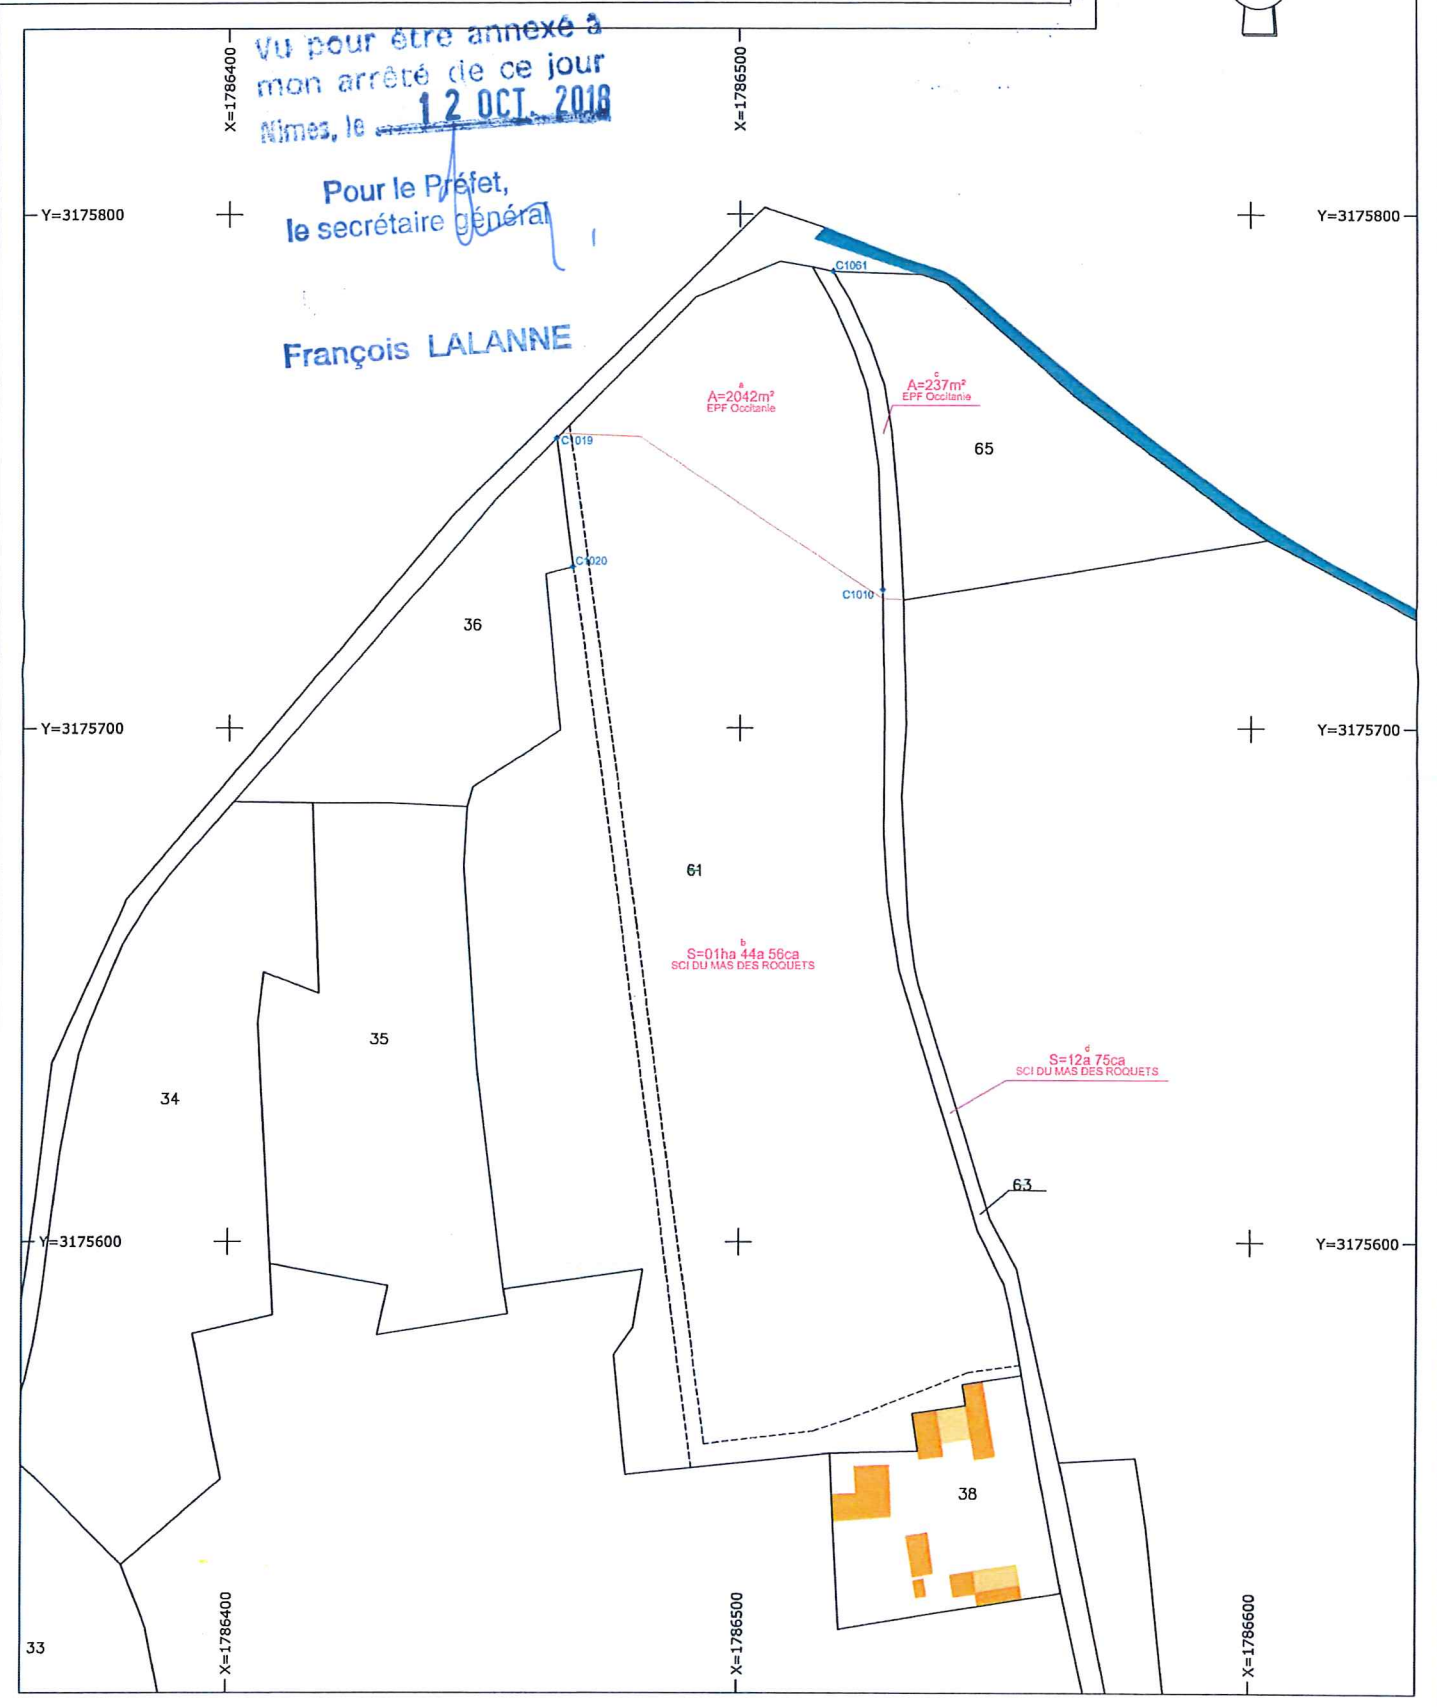 Vu pour être annexé à
mon arrêté de ce jour
Nîmes, le 12 OCT. 2018
Pour le Préfet,
le secrétaire général
François LALANNE
X=1786400
X=1786500
Y=3175800
Y=3175800
C1061
a
A=2042m²
EPF Occitanie
c
A=237m²
EPF Occitanie
65
C1019
C1020
C1010
36
Y=3175700
Y=3175700
61
b
S=01ha 44a 56ca
SCI DU MAS DES ROQUETS
35
34
d
S=12a 75ca
SCI DU MAS DES ROQUETS
63
Y=3175600
Y=3175600
38
33
X=1786400
X=1786500
X=1786600